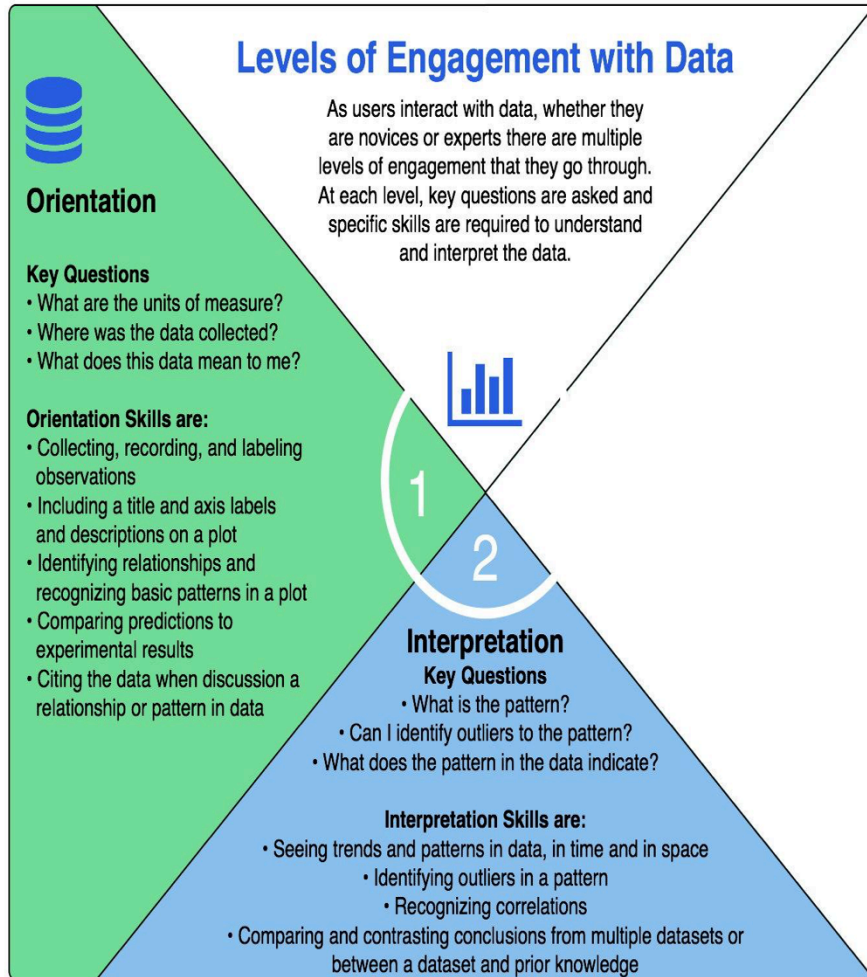 Levels of Engagement with Data
As users interact with data, whether they
are novices or experts there are multiple
levels of engagement that they go through.
At each level, key questions are asked and
specific skills are required to understand
and interpret the data.
Orientation
Key Questions
• What are the units of measure?
• Where was the data collected?
• What does this data mean to me?
Orientation Skills are:
• Collecting, recording, and labeling
observations
• Including a title and axis labels
and descriptions on a plot
• Identifying relationships and
recognizing basic patterns in a plot
• Comparing predictions to
experimental results
• Citing the data when discussion a
relationship or pattern in data
1
2
Interpretation
Key Questions
• What is the pattern?
• Can I identify outliers to the pattern?
• What does the pattern in the data indicate?
Interpretation Skills are:
• Seeing trends and patterns in data, in time and in space
• Identifying outliers in a pattern
• Recognizing correlations
• Comparing and contrasting conclusions from multiple datasets or
between a dataset and prior knowledge